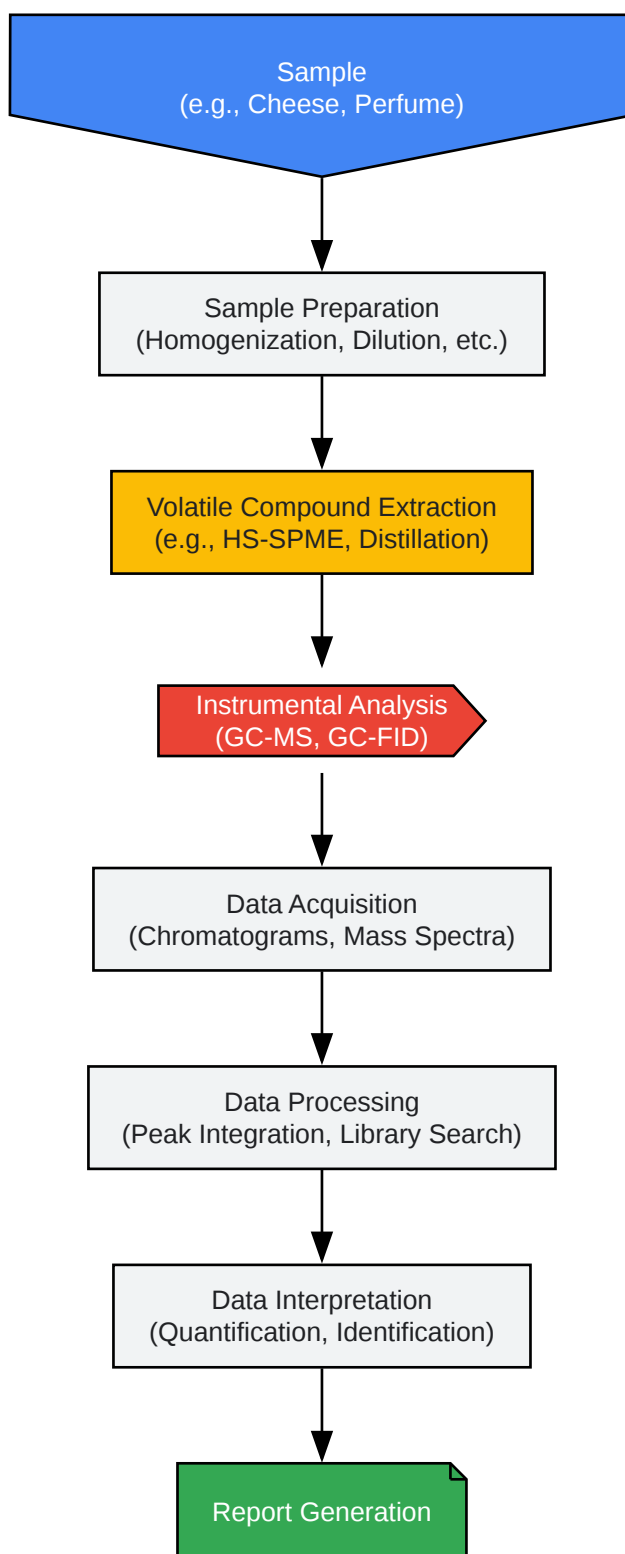 Sample
(e.g., Cheese, Perfume)
Sample Preparation
(Homogenization, Dilution, etc.)
Volatile Compound Extraction
(e.g., HS-SPME, Distillation)
Instrumental Analysis
(GC-MS, GC-FID)
Data Acquisition
(Chromatograms, Mass Spectra)
Data Processing
(Peak Integration, Library Search)
Data Interpretation
(Quantification, Identification)
Report Generation